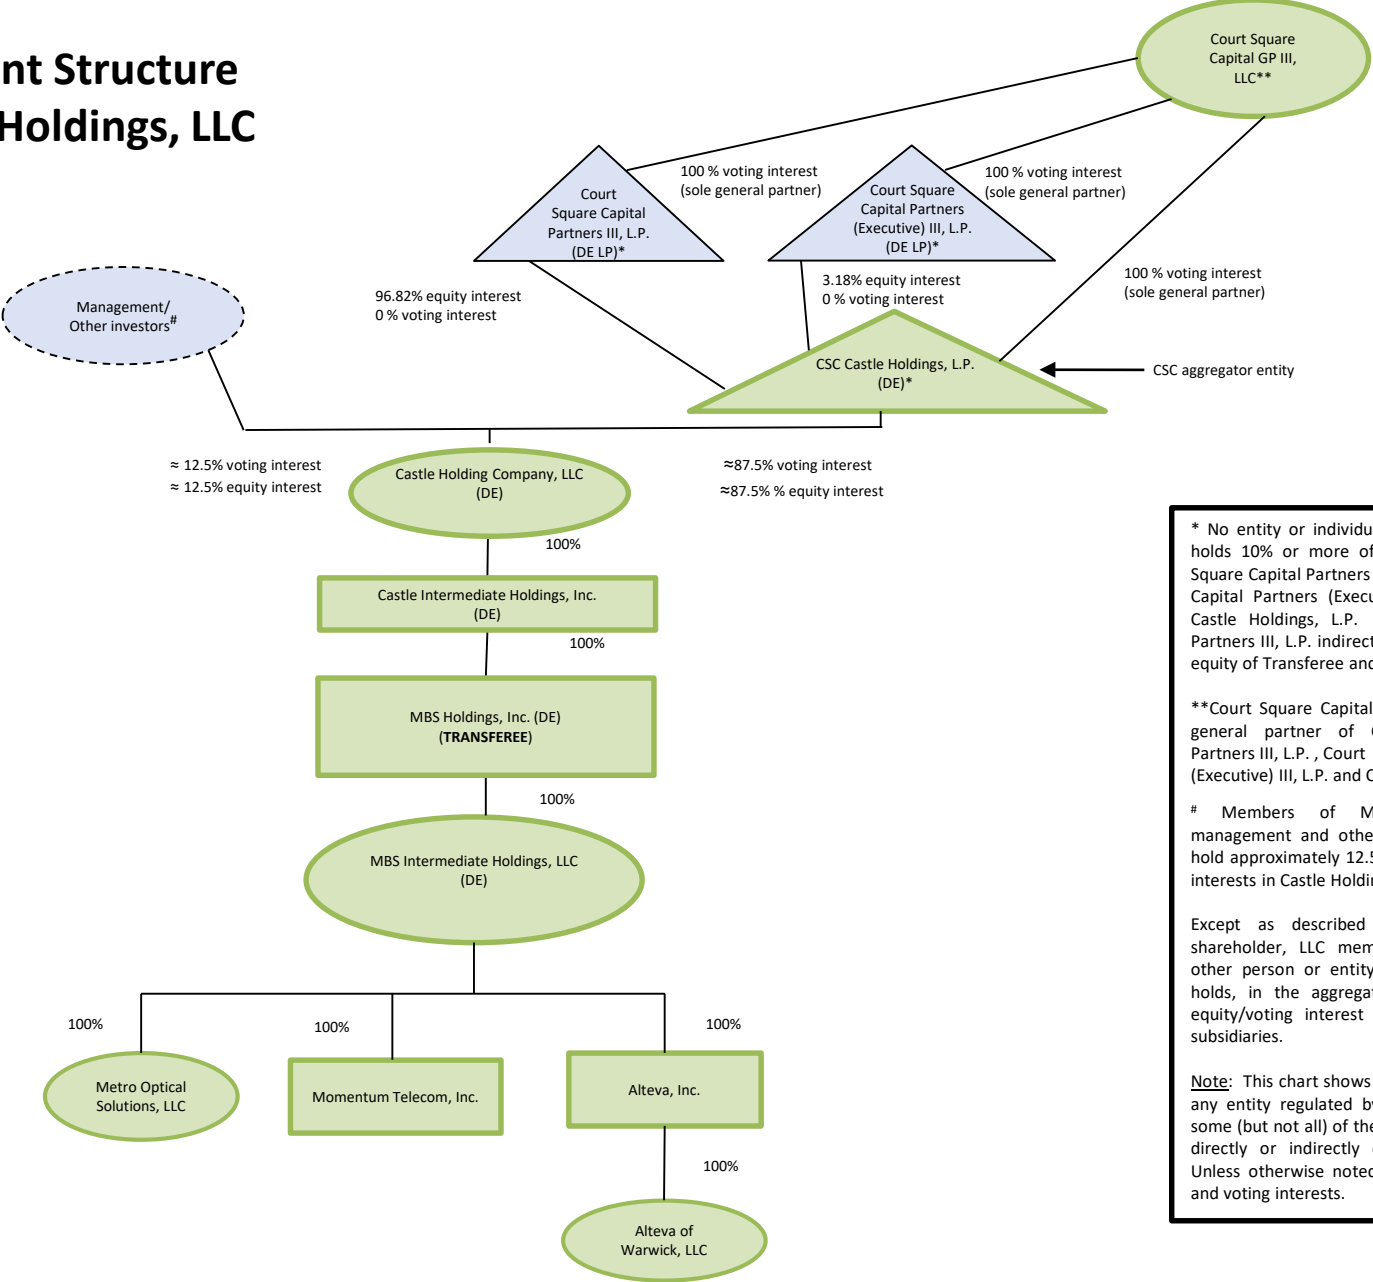 nt Structure
Holdings, LLC
Court Square
Capital GP III,
LLC**
100 % voting interest
(sole general partner)
100 % voting interest
(sole general partner)
Court
Square Capital
Partners III, L.P.
(DE LP)*
Court Square
Capital Partners
(Executive) III, L.P.
(DE LP)*
100 % voting interest
(sole general partner)
96.82% equity interest
0 % voting interest
3.18% equity interest
0 % voting interest
Management/
Other investors#
CSC Castle Holdings, L.P.
(DE)*
CSC aggregator entity
≈ 12.5% voting interest
≈ 12.5% equity interest
Castle Holding Company, LLC
(DE)
≈87.5% voting interest
≈87.5% % equity interest
100%
Castle Intermediate Holdings, Inc.
(DE)
100%
MBS Holdings, Inc. (DE)
(TRANSFEREE)
100%
MBS Intermediate Holdings, LLC
(DE)
100%
100%
100%
Metro Optical
Solutions, LLC
Momentum Telecom, Inc.
Alteva, Inc.
100%
Alteva of
Warwick, LLC
* No entity or individu
holds 10% or more of
Square Capital Partners
Capital Partners (Execu
Castle Holdings, L.P.
Partners III, L.P. indirect
equity of Transferee and
**Court Square Capital
general partner of
Partners III, L.P. , Court
(Executive) III, L.P. and C
# Members of M
management and othe
hold approximately 12.5
interests in Castle Holdin
Except as described
shareholder, LLC mem
other person or entity
holds, in the aggregat
equity/voting interest
subsidiaries.
Note: This chart shows
any entity regulated by
some (but not all) of the
directly or indirectly
Unless otherwise noted
and voting interests.